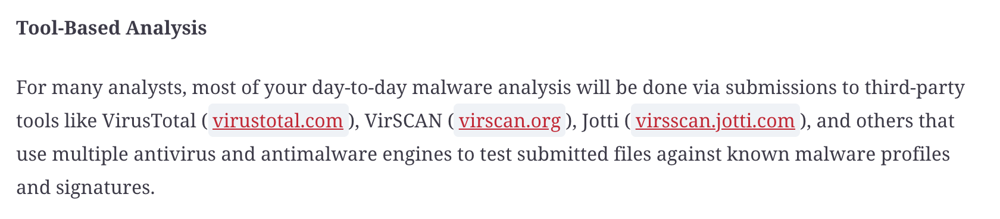 Tool-Based Analysis
For many analysts, most of your day-to-day malware analysis will be done via submissions to third-party
tools like VirusTotal ( virustotal.com ), VirSCAN ( virscan.org ), Jotti ( virsscan.jotti.com ), and others that
use multiple antivirus and antimalware engines to test submitted files against known malware profiles
and signatures.